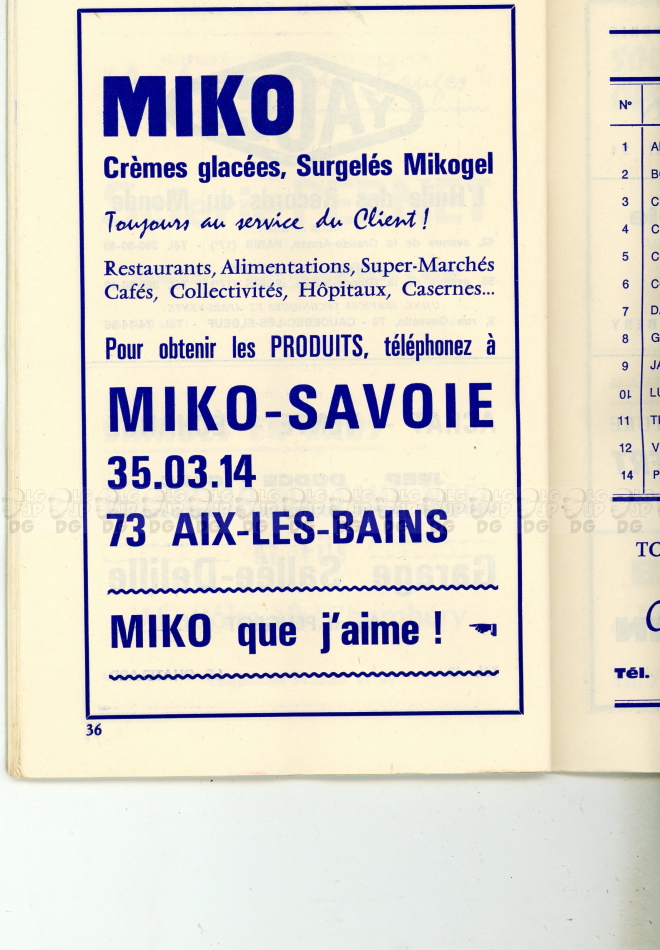 MIKO
Crèmes glacées, Surgelés Mikogel
Toujours au service du Client !
Restaurants, Alimentations, Super-Marchés
Cafés, Collectivités, Hôpitaux, Casernes...
Pour obtenir les PRODUITS, téléphonez à
MIKO-SAVOIE
35.03.14
73 AIX-LES-BAINS
MIKO que j'aime !
36
N°
1
2
3
4
5
6
7
8
9
10
11
12
14
Tél.